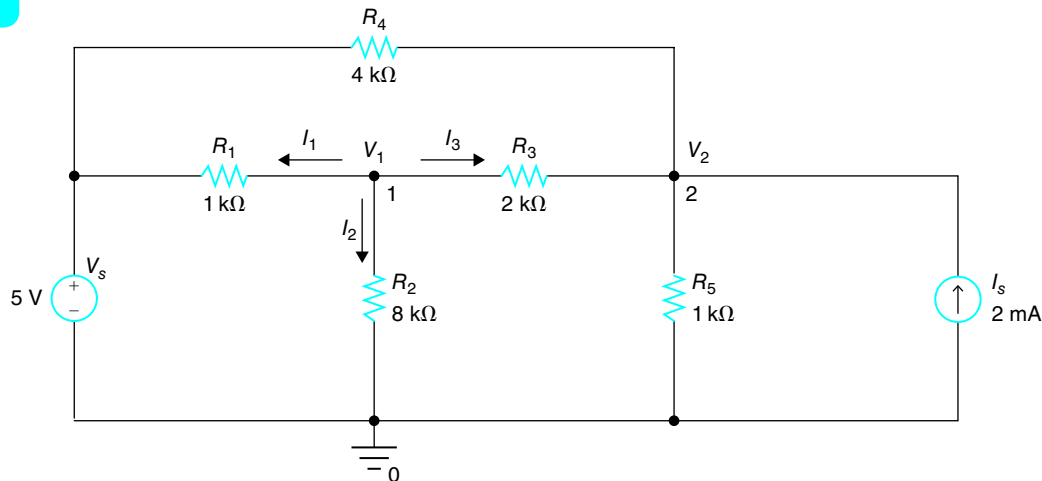 R4
4 kΩ
I1
V1
I3
R1
R3
V2
1 kΩ
1
2 kΩ
2
I2
Vs
5 V
+
−
R2
8 kΩ
R5
1 kΩ
Is
2 mA
0